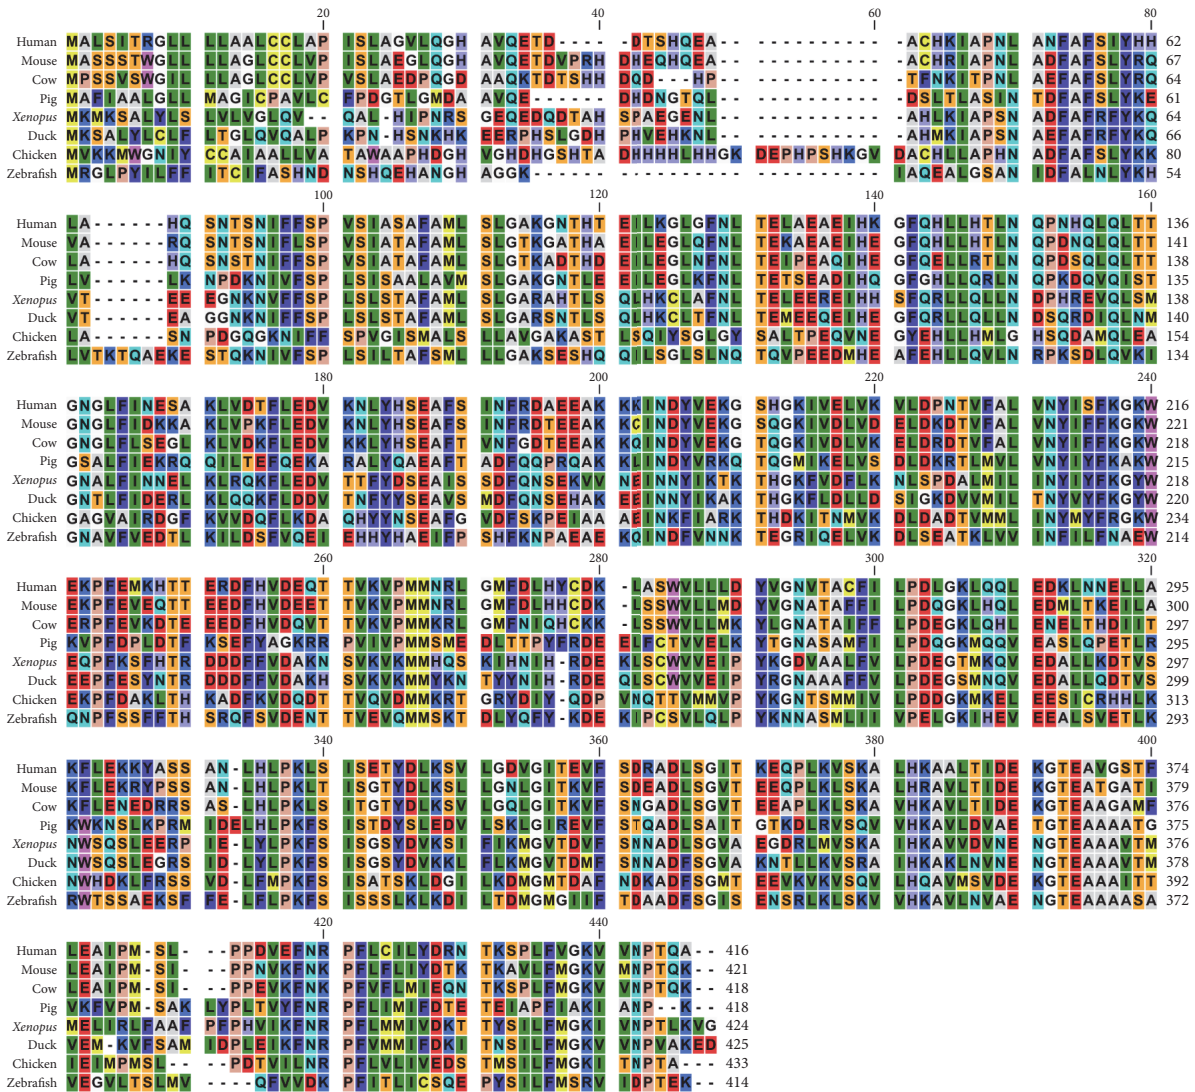 20 40 60 80
Human MALSITRGLL LLAALCCLAP ISLAGVLQGH AVQETD---- -DTSHQEA-- ---------- -ACHKIAPNL ANFAFSIYHH 62
Mouse MASSSTWGLL LLAGLCCLVP ISLAEGLQGH AVQETDVPRH DHEQHQEA-- ---------- -ACHRIAPNL ADFAFSLYRQ 67
Cow MPSSVSWGIL LLAGLCCLVP VSLAEDPQGD AAQKTDTSHH DQD---HP-- ---------- -TFNKITPNL AEFAFSLYRQ 64
Pig MAFIAALGLL MAGICPAVLC FPDGTLGMDA AVQE------ DHDNGTQL-- ---------- -DSLTLASIN TDFAFSLYKE 61
Xenopus MKMKSALYLS LVLVGLQV-- QAL-HIPNRS GEQEDQDTAH SPAEGENL-- ---------- -AHLKIAPSN ADFAFRFYKQ 64
Duck MKSALYLCLF LTGLQVQALP KPN-HSNKHK EERPHSLGDH PHVEHKNL-- ---------- -AHMKIAPSN AEFAFRFYKQ 66
Chicken MVKKMWGNIY CCAIAALLVA TAWAAPHDGH VGHDHGSHTA DHHHHLHHGK DEPHPSHKGV DACHLLAPHN ADFAFSLYKK 80
Zebrafish MRGLPYILFF ITCIFASHND NSHQEHANGH AGGK------ ---------- ---------- IAQEALGSAN IDFALNLYKH 54
100 120 140 160
Human LA------HQ SNTSNIFFSP VSIASAFAML SLGAKGNTHT EILKGLGFNL TELAEAEIHK GFQHLLHTLN QPNHQLQLTT 136
Mouse VA------RQ SNTSNIFLSP VSIATAFAML SLGTKGATHA EILEGLQFNL TEKAEAEIHE GFQHLLHTLN QPDNQLQLTT 141
Cow LA------HQ SNSTNIFFSP VSIATAFAML SLGTKADTHD EILEGLNFNL TEIPEAQIHE GFQELLRTLN QPDSQLQLTT 138
Pig LV------LK NPDKNIVFSP LSISAALAVM SLGAKGNTLE EILEGLKFNL TETSEADIHQ GFGHLLQRLN QPKDQVQIST 135
Xenopus VT------EE EGNKNVFFSP LSLSTAFAML SLGARAHTLS QLHKCLAFNL TELEEREIHH SFQRLLQLLN DPHREVQLSM 138
Duck VT------EA GGNKNIFFSP LSLSTAFAML SLGARSNTLS QLHKCLTFNL TEMEEQEIHE GFQRLLQLLN DSQRDIQLNM 140
Chicken LA------SN PDGQGKNIFF SPVGISMALS LLAVGAKAST LSQIYSGLGY SALTPEQVNE GYEHLLHMLG HSQDAMQLEA 154
Zebrafish LVTKTQAEKE STQKNIVFSP LSILTAFSML LLGAKSESHQ QILSGLSLNQ TQVPEEDMHE AFEHLLQVLN RPKSDLQVKI 134
180 200 220 240
Human GNGLFINESA KLVDTFLEDV KNLYHSEAFS INFRDAEEAK KKINDYVEKG SHGKIVELVK VLDPNTVFAL VNYISFKGKW 216
Mouse GNGLFIDKKA KLVPKFLEDV KNLYHSEAFS INFRDTEEAK KCINDYVEKG SQGKIVDLVD ELDRDTVFAL VNYIFFKGKW 221
Cow GNGLFLSEGL KLVDKFLEDV KKLYHSEAFT VNFGDTEEAK KQINDYVEKG TQGKIVDLVK ELDRDTVFAL VNYIFFKGKW 218
Pig GSALFIEKRQ QILTEFQEKA RALYQAEAFT ADFQQPRQAK KLINDYVRKQ TQGMIKELVS DLDKRTLMVL VNYIYFKAKW 215
Xenopus GNALFINNEL KLRQKFLEDV TTFYDSEAIS SDFQNSEKVV NEINNYIKTK THGKFVDFLK NLSPDALMIL VNYIYFKGKW 218
Duck GNTLFIDERL KLQQKFLDDV TNFYYSEAVS MDFQNSEHAK EEINNYIKAK THGKFLDLLD SIGKDVVMIL TNYVYFKGYW 220
Chicken GAGVAIRDGF KVVDQFLKDA QHYYNSEAFG VDFSKPEIAA AEINKFIARK THDKITNMVK DLDADTVMML INYMYFRGKW 234
Zebrafish GNAVFVEDTL KILDSFVQEI EHHYHAEIFP SHFKNPAEAE KQINDFVNNK TEGRIQELVK DLSEATKLVL INFILFNAEW 214
260 280 300 320
Human EKPFEMKHTT ERDFHVDEQT TVKVPMMNRL GMFDLHYCDK -LASWVLLLD YVGNVTACFI LPDLGKLQQL EDKLNNELLA 295
Mouse EKPFEVEQTT EEDFHVDEET TVKVPMMNRL GMFDLHHCDK -LSSWVLLMD YVGNATAFFI LPDQGKLHQL EDMLTKEILA 300
Cow ERPFEVKDTE EEDFHVDQVT TVKVPMMNRL GMFNIQHCKK -LSSWVLLMK YLGNATAIFF LPDEGKLQHL ENELTHDIIT 297
Pig KVPFDPLDTF KSEFYAGKRR PVIVPMMSME DLTTPYFRDE ELFCTVVELK YTGNASAMFI LPDQGKMQQV EASLQPETLR 295
Xenopus EQPFKSFHTR DDDFFVDAKN SVKVKMMHQS KIHNIH-RDE KLSCWVVEIP YKGDVAALFV LPDEGTMKQV EDALLKDTVS 297
Duck EEPFESYNTR DDDFFVDAKH SVKVKMMYKN TYYNIH-RDE QLSCWVVEIP YRGNAAAFFV LPDEGSMNQV EDALLQDTVS 299
Chicken EKPFDAKLTH KADFKVDQDT TVQVDMMKRT GRYDIY-QDP VNQTTVMMVP YKGNTSMMIV LPDDGKMKEL EESICRHHLK 313
Zebrafish QNPFSSFFTH SRQFSVDENT TVEVQMMSKT DLYQFY-KDE KIPCSVLQLP YKNNASMLII VPELGKIHEV EEALSVETLK 293
340 360 380 400
Human KFLEKKYASS AN-LHLPKLS ISETYDLKSV LGDVGITEVF SDRADLSGIT KEQPLKVSKA LHKAALTIDE KGTEAVGSTF 374
Mouse KFLEKRYPSS AN-LHLPKLS ISGTYDLKSV LGNLGITKVF SDEADLSGVT EEQPLKLSKA LHRAVLTIDE KGTEATGATI 379
Cow KFLENEDRRS AS-LHLPKLT ITGTYDLKSV LGQLGITKVF SNGADLSGVT EEAPLKLSKA VHKAVLTIDE KGTEAAGAMF 376
Pig KWKNSLKPRM IDELHLPKFS ISTDYSLEDV LSKLGIREVF STQADLSAIT GTKDLRVSQV VHKAVLDVAE TGTEAAAATG 375
Xenopus NWSQSLEERP IE-LYLPKFS ISGSYDVKSI FIKMGVTDVF SNNADFSGVA EGDRLMVSKA IHKAVVDVNE NGTEAAAVTM 376
Duck NWSQSLEGRS ID-LYLPKFS ISGSYDVKKL FLKMGVTDMF SNNADFSGVA KNTLLKVSRA IHKAKLNVNE NGTEAAAVTM 378
Chicken NWHDKLFRSS VD-LFMPKFS ISATSKLDGI LKDMGMTDAF NDKADFSGMT EEVKVKVSQV LHQAVMSVDE KGTEAAAITT 392
Zebrafish RWTSSAEKSF FE-LFLPKFS ISSSLKLKDI LTDMGMGIIF TDAADFSGIS ENSRLKLSKV VHKAVLNVAE NGTEAAAASA 372
420 440
Human LEAIPM-SL- --PPDVEFNR PFLCILYDRN TKSPLFVGKV VNPTQA- 416
Mouse LEAIPM-SI- --PPNVKFNK PFLFLIYDTK TKAVLFMGKV MNPTQK- 421
Cow LEAIPM-SI- --PPEVKFNK PFVFLMIEQN TKSPLFMGKV VNPTQK- 418
Pig VKFVPM-SAK LYPLTVYFNR PFLIMIFDTE TEIAPFIAKI ANP--K- 418
Xenopus MELIRLFAAF PFPHVIKFNR PFLMMIVDKT TYSILFMGKI VNPTLKVG 424
Duck VEM-KVFSAM IDPLEIKFNR PFVMMIFDKI TNSILFMGKV VNPVAKED 425
Chicken IEIMPMSL-- --PDTVILNR PFLVLIVEDS TMSILFMGKI TNPTA--- 433
Zebrafish VEGVLTSLMV ----QFVVDK PFITLICSQE PYSILFMSRV IDPTEK- 414